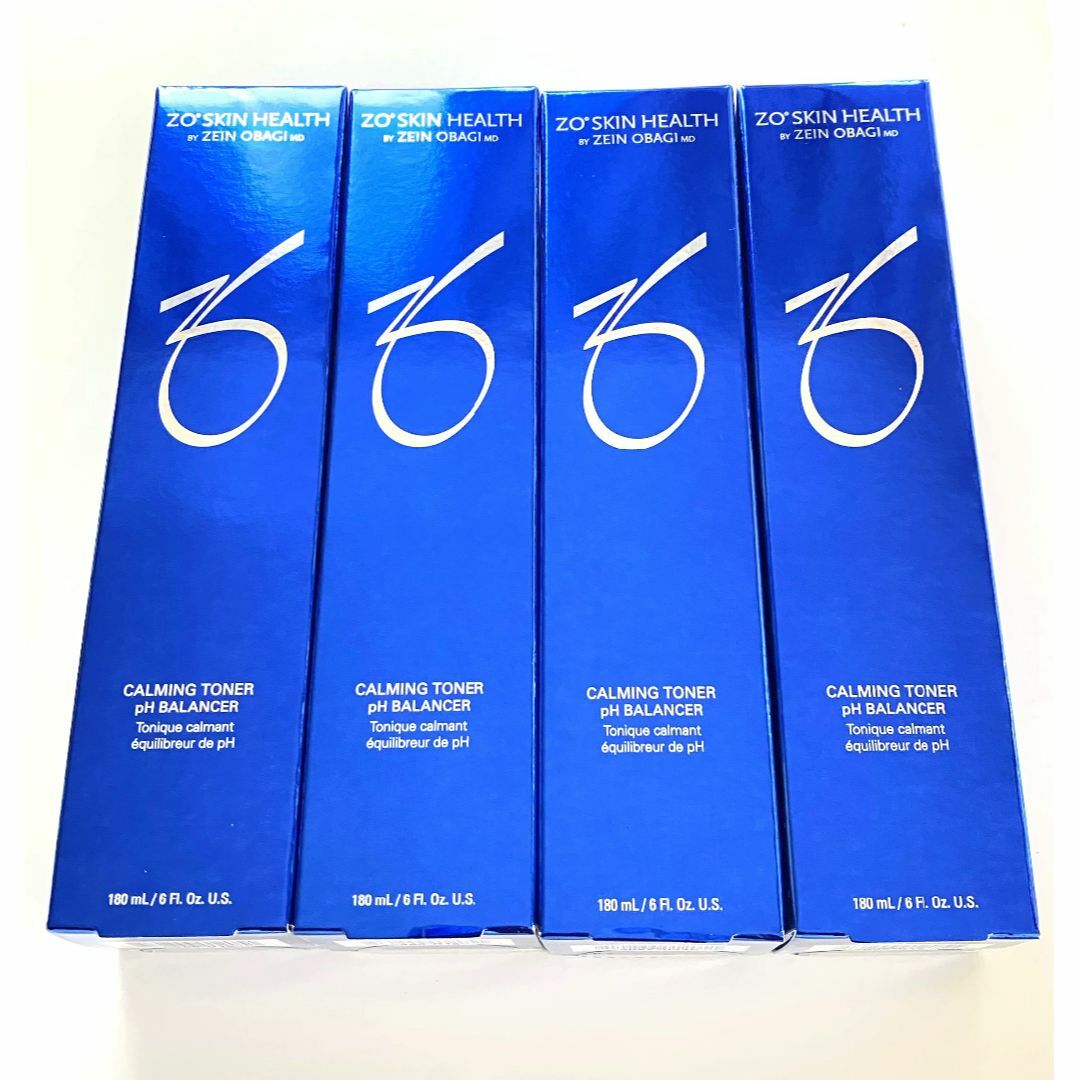 ZO® SKIN HEALTH
BY ZEIN OBAGI MD
CALMING TONER
pH BALANCER
Tonique calmant
équilibreur de pH
180 mL / 6 Fl. Oz. U.S.
ZO® SKIN HEALTH
BY ZEIN OBAGI MD
CALMING TONER
pH BALANCER
Tonique calmant
équilibreur de pH
180 mL / 6 Fl. Oz. U.S.
ZO® SKIN HEALTH
BY ZEIN OBAGI MD
CALMING TONER
pH BALANCER
Tonique calmant
équilibreur de pH
180 mL / 6 Fl. Oz. U.S.
ZO® SKIN HEALTH
BY ZEIN OBAGI MD
CALMING TONER
pH BALANCER
Tonique calmant
équilibreur de pH
180 mL / 6 Fl. Oz. U.S.